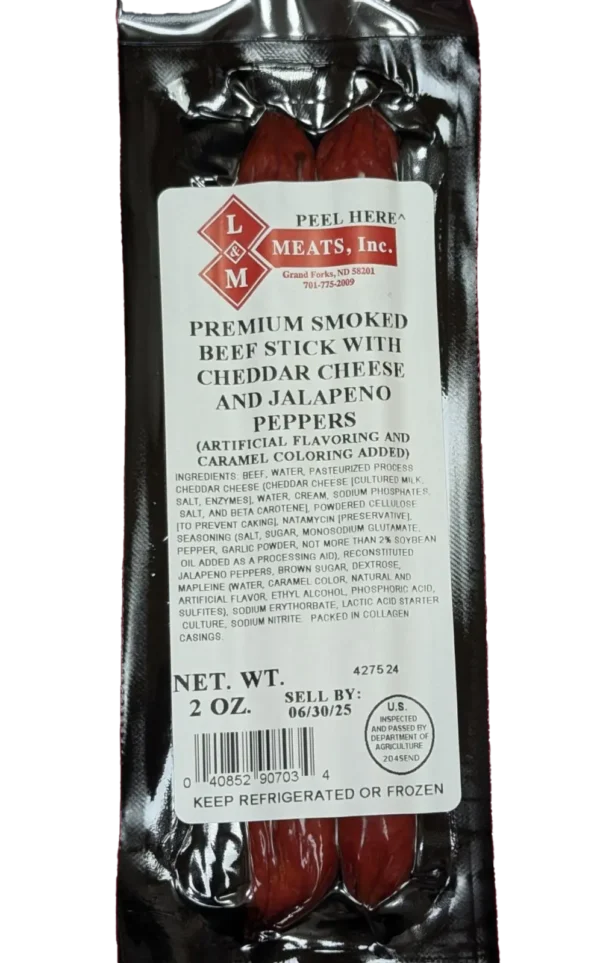 L & M
PEEL HERE^
MEATS, Inc.
Grand Forks, ND 58201
701-775-2009
PREMIUM SMOKED
BEEF STICK WITH
CHEDDAR CHEESE
AND JALAPENO
PEPPERS
(ARTIFICIAL FLAVORING AND
CARAMEL COLORING ADDED)
INGREDIENTS: BEEF, WATER, PASTEURIZED PROCESS
CHEDDAR CHEESE (CHEDDAR CHEESE [CULTURED MILK,
SALT, ENZYMES], WATER, CREAM, SODIUM PHOSPHATES,
SALT, AND BETA CAROTENE], POWDERED CELLULOSE
[TO PREVENT CAKING], NATAMYCIN [PRESERVATIVE],
SEASONING (SALT, SUGAR, MONOSODIUM GLUTAMATE,
PEPPER, GARLIC POWDER, NOT MORE THAN 2% SOYBEAN
OIL ADDED AS A PROCESSING AID), RECONSTITUTED
JALAPENO PEPPERS, BROWN SUGAR, DEXTROSE,
MAPLEINE (WATER, CARAMEL COLOR, NATURAL AND
ARTIFICIAL FLAVOR, ETHYL ALCOHOL, PHOSPHORIC ACID,
SULFITES), SODIUM ERYTHORBATE, LACTIC ACID STARTER
CULTURE, SODIUM NITRITE. PACKED IN COLLAGEN
CASINGS.
42752 4
NET. WT.
2 OZ.
SELL BY:
06/30/25
U.S.
INSPECTED
AND PASSED BY
DEPARTMENT OF
AGRICULTURE
204SEND
0 40852 90703 4
KEEP REFRIGERATED OR FROZEN